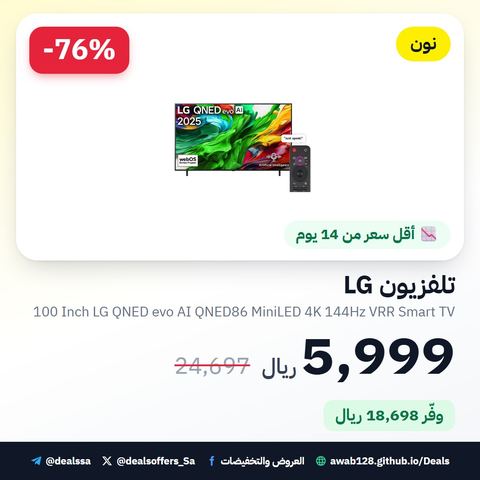 -76%
نون
LG QNED evo AI
2025
webOS
"Just speak"
أقل سعر من 14 يوم
تلفزيون LG
100 Inch LG QNED evo AI QNED86 MiniLED 4K 144Hz VRR Smart TV
5,999 ريال 24,697
وفّر 18,698 ريال
@dealssa @dealsoffers_Sa العروض والتخفيضات awab128.github.io/Deals